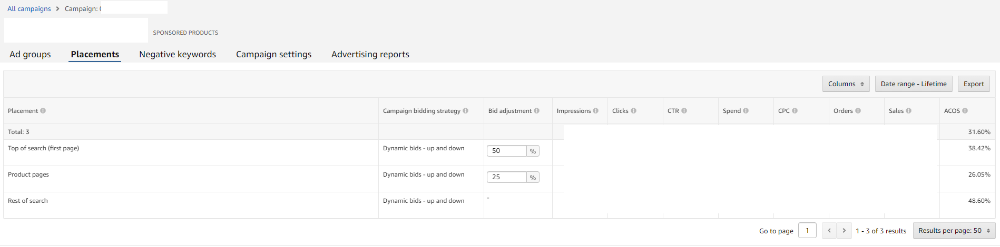 All campaigns > Campaign:
SPONSORED PRODUCTS
Ad groups Placements Negative keywords Campaign settings Advertising reports
Columns Date range - Lifetime Export
Placement Campaign bidding strategy Bid adjustment Impressions Clicks CTR Spend CPC Orders Sales ACOS
Total: 3 31.60%
Top of search (first page) Dynamic bids - up and down 50 % 38.42%
Product pages Dynamic bids - up and down 25 % 26.05%
Rest of search Dynamic bids - up and down - 48.60%
Go to page 1 < > 1 - 3 of 3 results Results per page: 50